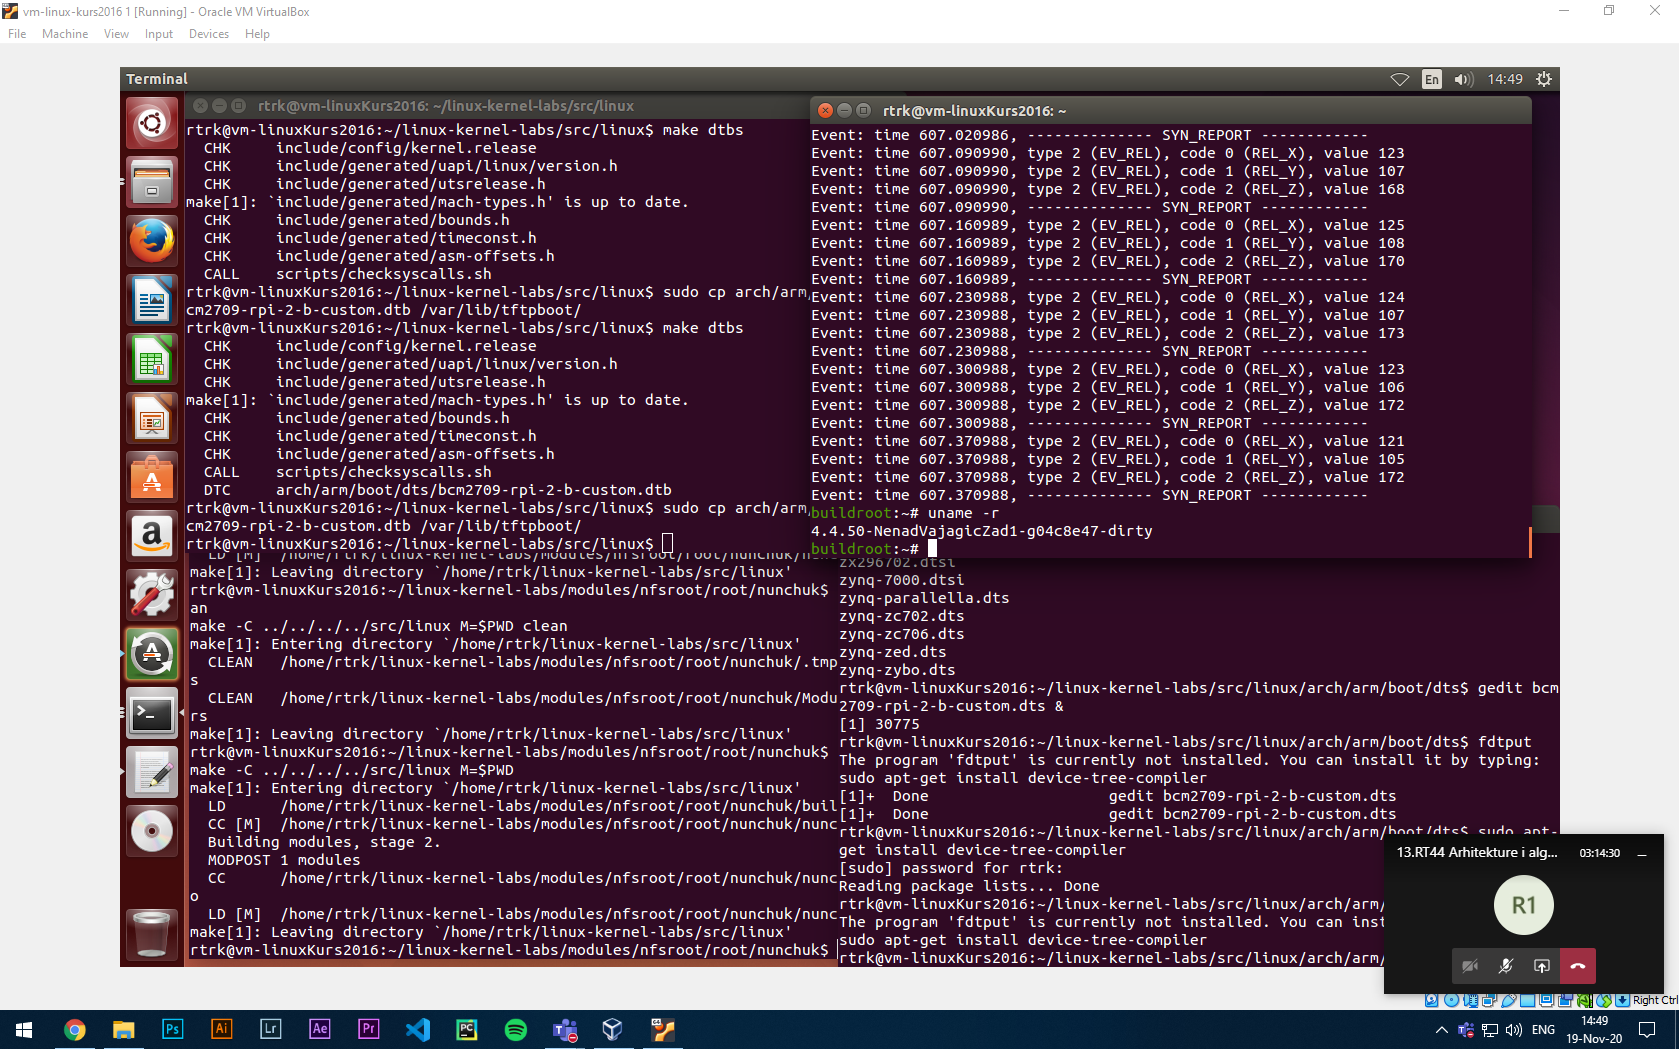 vm-linux-kurs2016 1 [Running] - Oracle VM VirtualBox
File Machine View Input Devices Help
Terminal
En
14:49
rtrk@vm-linuxKurs2016: ~/linux-kernel-labs/src/linux
rtrk@vm-linuxKurs2016:~/linux-kernel-labs/src/linux$ make dtbs
CHK include/config/kernel.release
CHK include/generated/uapi/linux/version.h
CHK include/generated/utsrelease.h
make[1]: `include/generated/mach-types.h' is up to date.
CHK include/generated/bounds.h
CHK include/generated/timeconst.h
CHK include/generated/asm-offsets.h
CALL scripts/checksyscalls.sh
rtrk@vm-linuxKurs2016:~/linux-kernel-labs/src/linux$ sudo cp arch/arm/
cm2709-rpi-2-b-custom.dtb /var/lib/tftpboot/
rtrk@vm-linuxKurs2016:~/linux-kernel-labs/src/linux$ make dtbs
CHK include/config/kernel.release
CHK include/generated/uapi/linux/version.h
CHK include/generated/utsrelease.h
make[1]: `include/generated/mach-types.h' is up to date.
CHK include/generated/bounds.h
CHK include/generated/timeconst.h
CHK include/generated/asm-offsets.h
CALL scripts/checksyscalls.sh
DTC arch/arm/boot/dts/bcm2709-rpi-2-b-custom.dtb
rtrk@vm-linuxKurs2016:~/linux-kernel-labs/src/linux$ sudo cp arch/arm/
cm2709-rpi-2-b-custom.dtb /var/lib/tftpboot/
rtrk@vm-linuxKurs2016:~/linux-kernel-labs/src/linux$
rtrk@vm-linuxKurs2016: ~
Event: time 607.020986, -------------- SYN_REPORT ------------
Event: time 607.090990, type 2 (EV_REL), code 0 (REL_X), value 123
Event: time 607.090990, type 2 (EV_REL), code 1 (REL_Y), value 107
Event: time 607.090990, type 2 (EV_REL), code 2 (REL_Z), value 168
Event: time 607.090990, -------------- SYN_REPORT ------------
Event: time 607.160989, type 2 (EV_REL), code 0 (REL_X), value 125
Event: time 607.160989, type 2 (EV_REL), code 1 (REL_Y), value 108
Event: time 607.160989, type 2 (EV_REL), code 2 (REL_Z), value 170
Event: time 607.160989, -------------- SYN_REPORT ------------
Event: time 607.230988, type 2 (EV_REL), code 0 (REL_X), value 124
Event: time 607.230988, type 2 (EV_REL), code 1 (REL_Y), value 107
Event: time 607.230988, type 2 (EV_REL), code 2 (REL_Z), value 173
Event: time 607.230988, -------------- SYN_REPORT ------------
Event: time 607.300988, type 2 (EV_REL), code 0 (REL_X), value 123
Event: time 607.300988, type 2 (EV_REL), code 1 (REL_Y), value 106
Event: time 607.300988, type 2 (EV_REL), code 2 (REL_Z), value 172
Event: time 607.300988, -------------- SYN_REPORT ------------
Event: time 607.370988, type 2 (EV_REL), code 0 (REL_X), value 121
Event: time 607.370988, type 2 (EV_REL), code 1 (REL_Y), value 105
Event: time 607.370988, type 2 (EV_REL), code 2 (REL_Z), value 172
Event: time 607.370988, -------------- SYN_REPORT ------------
buildroot:~# uname -r
4.4.50-NenadVajagicZad1-g04c8e47-dirty
buildroot:~#
LD [M] /home/rtrk/linux-kernel-labs/modules/nfsroot/root/nunchuk/nunc
make[1]: Leaving directory `/home/rtrk/linux-kernel-labs/src/linux'
rtrk@vm-linuxKurs2016:~/linux-kernel-labs/modules/nfsroot/root/nunchuk$
an
make -C ../../../../src/linux M=$PWD clean
make[1]: Entering directory `/home/rtrk/linux-kernel-labs/src/linux'
CLEAN /home/rtrk/linux-kernel-labs/modules/nfsroot/root/nunchuk/.tmp
s
CLEAN /home/rtrk/linux-kernel-labs/modules/nfsroot/root/nunchuk/Modu
rs
make[1]: Leaving directory `/home/rtrk/linux-kernel-labs/src/linux'
rtrk@vm-linuxKurs2016:~/linux-kernel-labs/modules/nfsroot/root/nunchuk$
make -C ../../../../src/linux M=$PWD
make[1]: Entering directory `/home/rtrk/linux-kernel-labs/src/linux'
LD /home/rtrk/linux-kernel-labs/modules/nfsroot/root/nunchuk/buil
CC [M] /home/rtrk/linux-kernel-labs/modules/nfsroot/root/nunchuk/nunc
Building modules, stage 2.
MODPOST 1 modules
CC /home/rtrk/linux-kernel-labs/modules/nfsroot/root/nunchuk/nunc
o
LD [M] /home/rtrk/linux-kernel-labs/modules/nfsroot/root/nunchuk/nunc
make[1]: Leaving directory `/home/rtrk/linux-kernel-labs/src/linux'
rtrk@vm-linuxKurs2016:~/linux-kernel-labs/modules/nfsroot/root/nunchuk$
zx296702.dtsi
zynq-7000.dtsi
zynq-parallella.dts
zynq-zc702.dts
zynq-zc706.dts
zynq-zed.dts
zynq-zybo.dts
rtrk@vm-linuxKurs2016:~/linux-kernel-labs/src/linux/arch/arm/boot/dts$ gedit bcm
2709-rpi-2-b-custom.dts &
[1] 30775
rtrk@vm-linuxKurs2016:~/linux-kernel-labs/src/linux/arch/arm/boot/dts$ fdtput
The program 'fdtput' is currently not installed. You can install it by typing:
sudo apt-get install device-tree-compiler
[1]+ Done gedit bcm2709-rpi-2-b-custom.dts
[1]+ Done gedit bcm2709-rpi-2-b-custom.dts
rtrk@vm-linuxKurs2016:~/linux-kernel-labs/src/linux/arch/arm/boot/dts$ sudo apt-
get install device-tree-compiler
[sudo] password for rtrk:
Reading package lists... Done
rtrk@vm-linuxKurs2016:~/linux-kernel-labs/src/linux/arch/arm/
The program 'fdtput' is currently not installed. You can inst
sudo apt-get install device-tree-compiler
rtrk@vm-linuxKurs2016:~/linux-kernel-labs/src/linux/arch/arm/
13.RT44 Arhitekture i alg...
03:14:30
R1
Right Ctrl
Ps
Ai
Lr
Ae
Pr
PC
ENG
14:49
19-Nov-20